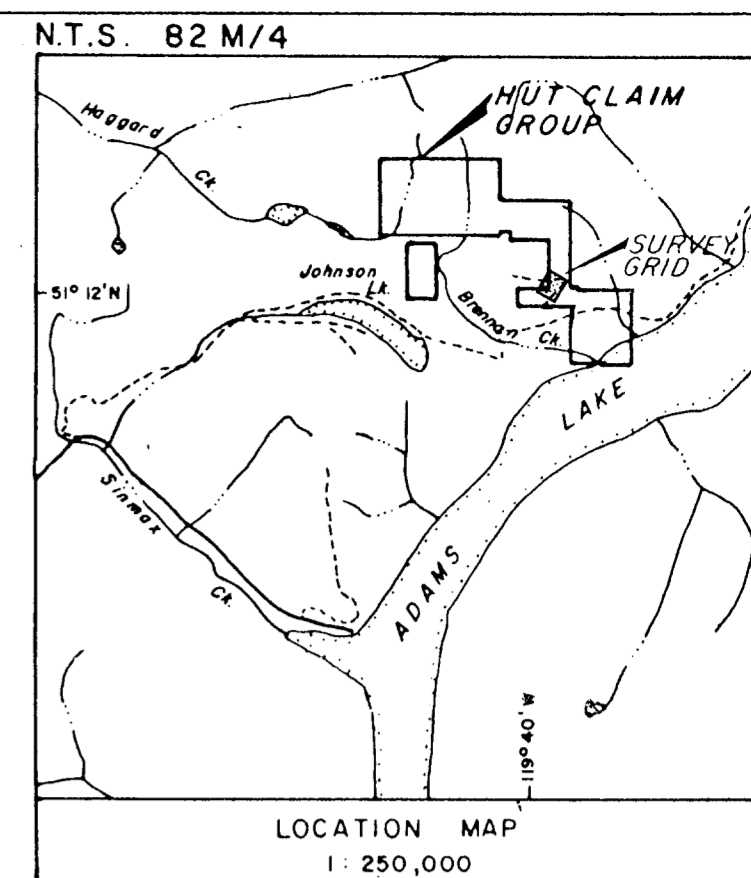 N.T.S. 82 M/4
HUT CLAIM
GROUP
Haggard
Ck.
SURVEY
GRID
Johnson
Lk.
51° 12' N
Brennan
Ck.
LAKE
Sinmax
Ck.
ADAMS
119° 40' W
LOCATION MAP
1 : 250,000